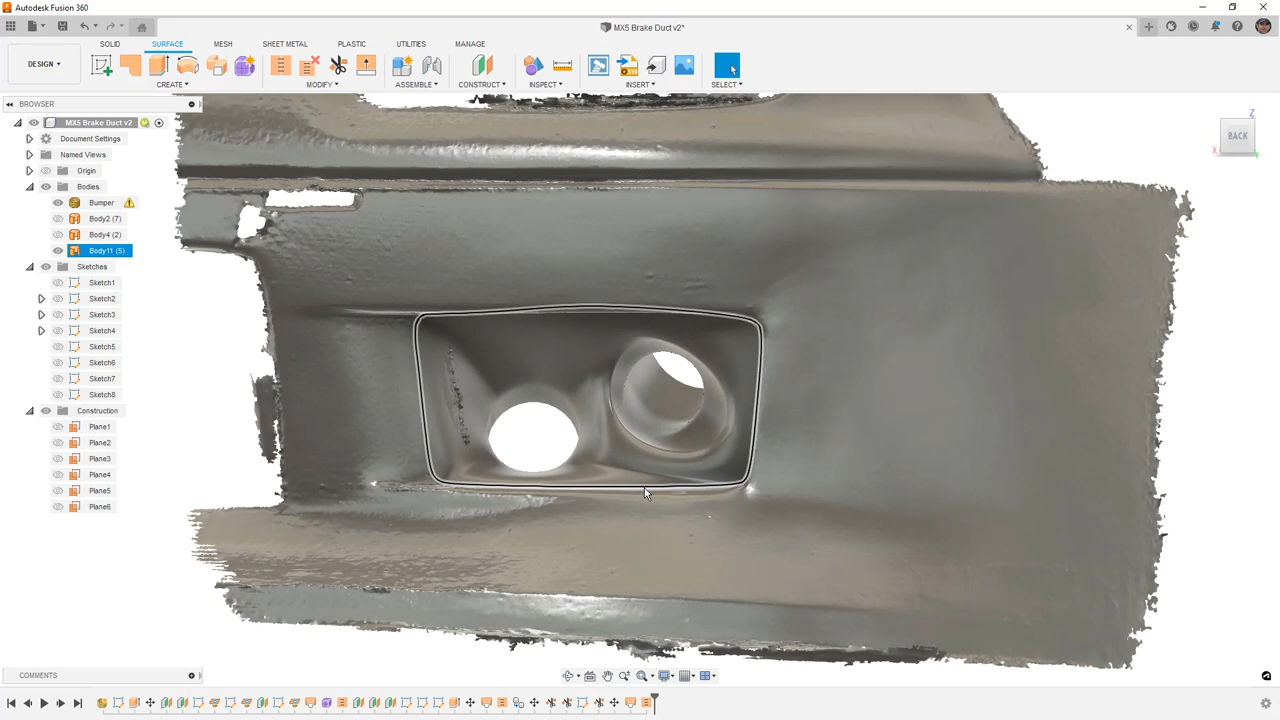 Autodesk Fusion 360
MX5 Brake Duct v2*
SOLID
SURFACE
MESH
SHEET METAL
PLASTIC
UTILITIES
MANAGE
DESIGN
CREATE
MODIFY
ASSEMBLE
CONSTRUCT
INSPECT
INSERT
SELECT
BROWSER
MX5 Brake Duct v2
Document Settings
Named Views
Origin
Bodies
Bumper
Body2 (7)
Body4 (2)
Body11 (5)
Sketches
Sketch1
Sketch2
Sketch3
Sketch4
Sketch5
Sketch6
Sketch7
Sketch8
Construction
Plane1
Plane2
Plane3
Plane4
Plane5
Plane6
Z
BACK
X
COMMENTS